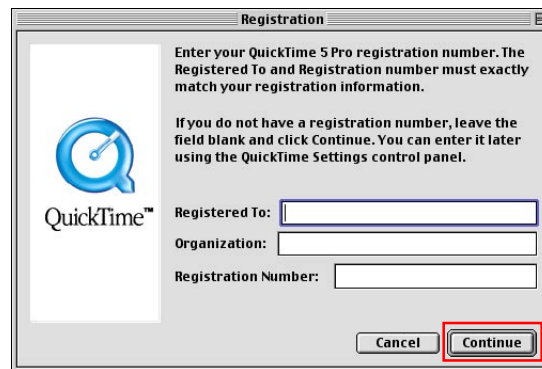 Registration
Enter your QuickTime 5 Pro registration number. The
Registered To and Registration number must exactly
match your registration information.
If you do not have a registration number, leave the
field blank and click Continue. You can enter it later
using the QuickTime Settings control panel.
QuickTime™
Registered To:
Organization:
Registration Number:
Cancel
Continue